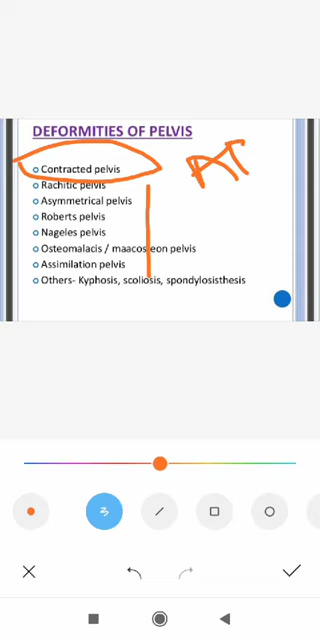 DEFORMITIES OF PELVIS
Contracted pelvis
AT
Rachitic pelvis
Asymmetrical pelvis
Roberts pelvis
Nageles pelvis
Osteomalacis / maacosteon pelvis
Assimilation pelvis
Others- Kyphosis, scoliosis, spondylosisthesis